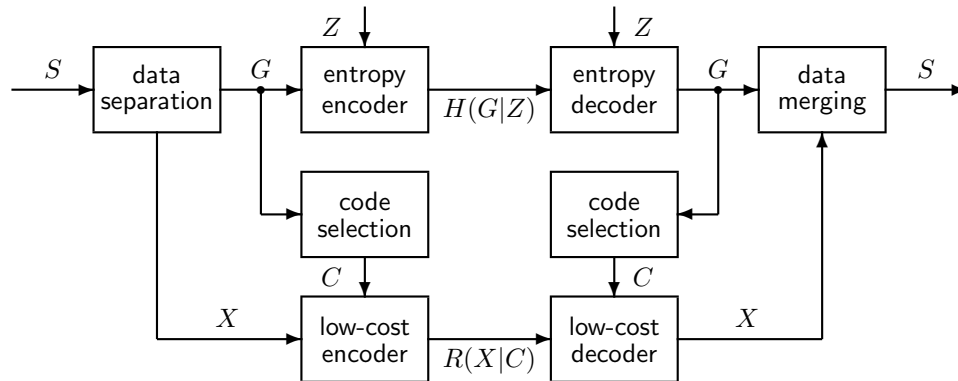 Z
Z
S
data
separation
G
entropy
encoder
H(G|Z)
entropy
decoder
G
data
merging
S
code
selection
code
selection
C
C
X
low-cost
encoder
R(X|C)
low-cost
decoder
X